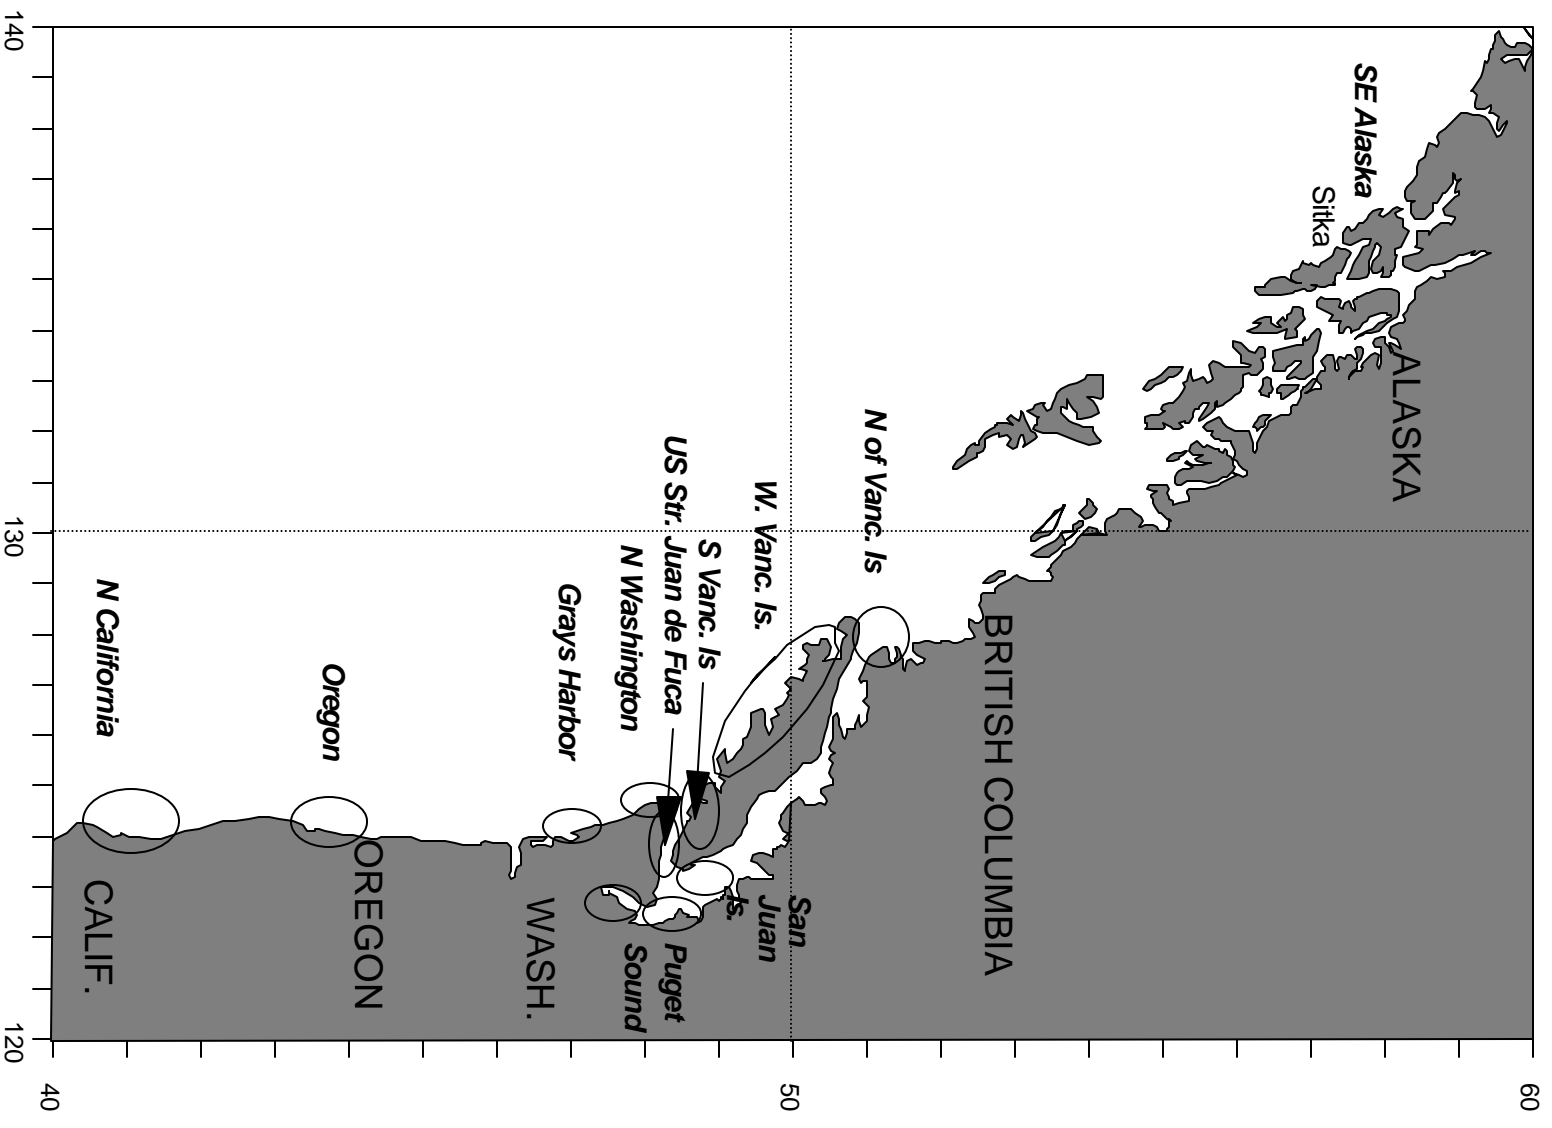 60
50
40
140
130
120
SE Alaska
Sitka
ALASKA
N of Vanc. Is
BRITISH COLUMBIA
W. Vanc. Is.
S Vanc. Is
US Str. Juan de Fuca
N Washington
San
Juan
Is.
Puget
Sound
Grays Harbor
WASH.
Oregon
OREGON
N California
CALIF.